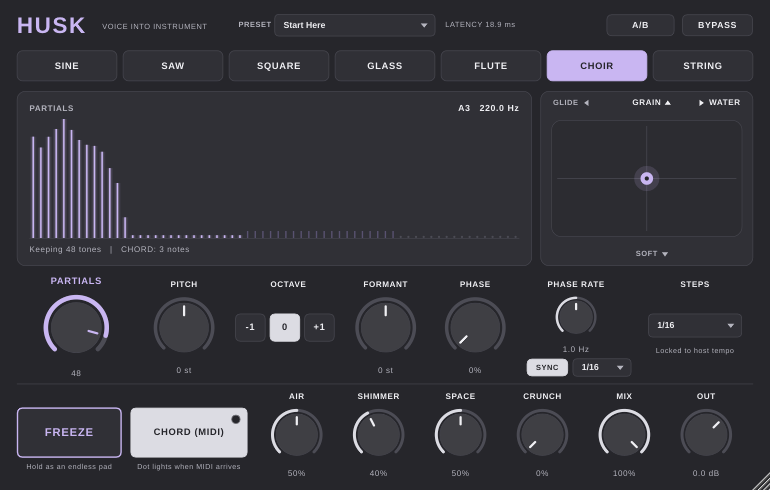 HUSK VOICE INTO INSTRUMENT PRESET Start Here LATENCY 18.9 ms A/B BYPASS
SINE SAW SQUARE GLASS FLUTE CHOIR STRING
PARTIALS A3 220.0 Hz GLIDE GRAIN WATER
Keeping 48 tones | CHORD: 3 notes SOFT
PARTIALS PITCH OCTAVE FORMANT PHASE PHASE RATE STEPS
-1 0 +1 1/16
1.0 Hz Locked to host tempo
48 0 st 0 st 0% SYNC 1/16
AIR SHIMMER SPACE CRUNCH MIX OUT
FREEZE CHORD (MIDI)
Hold as an endless pad Dot lights when MIDI arrives
50% 40% 50% 0% 100% 0.0 dB